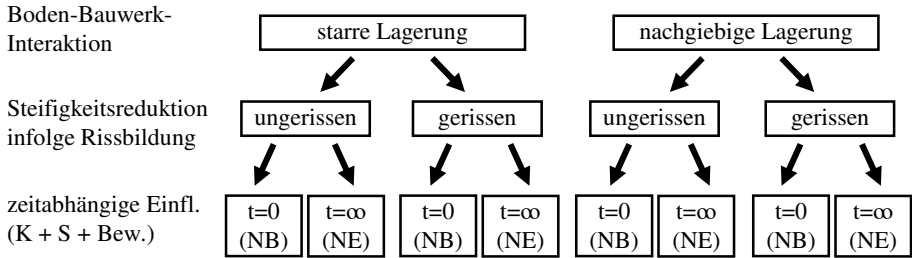 Boden-Bauwerk-
Interaktion
starre Lagerung
nachgiebige Lagerung
Steifigkeitsreduktion
infolge Rissbildung
ungerissen
gerissen
ungerissen
gerissen
zeitabhängige Einfl.
(K + S + Bew.)
t=0
(NB)
t=∞
(NE)
t=0
(NB)
t=∞
(NE)
t=0
(NB)
t=∞
(NE)
t=0
(NB)
t=∞
(NE)